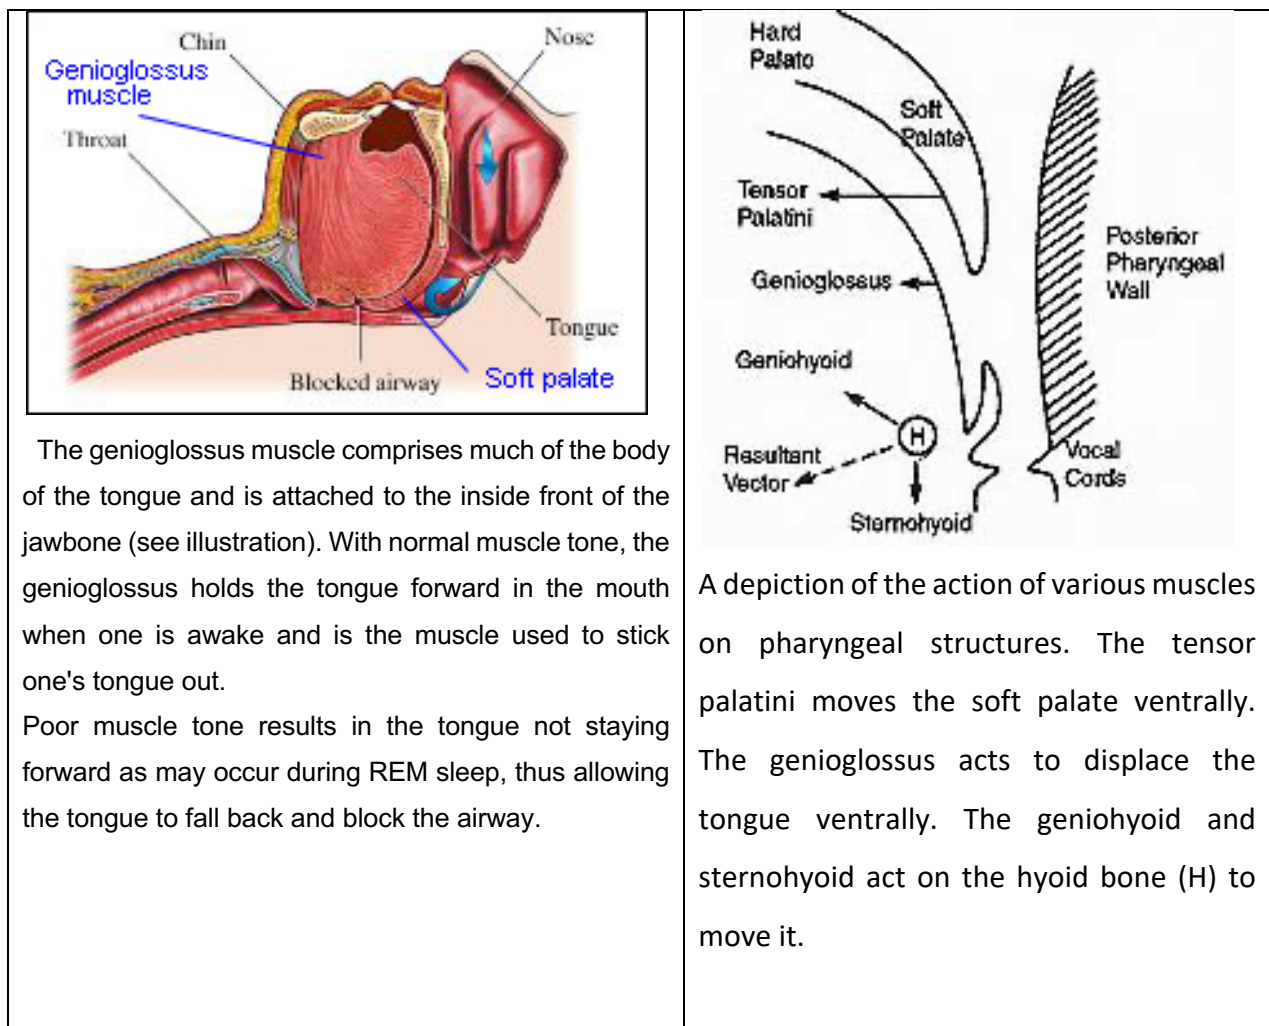 Chin
Nose
Genioglossus
muscle
Throat
Tongue
Blocked airway
Soft palate
The genioglossus muscle comprises much of the body
of the tongue and is attached to the inside front of the
jawbone (see illustration). With normal muscle tone, the
genioglossus holds the tongue forward in the mouth
when one is awake and is the muscle used to stick
one's tongue out.
Poor muscle tone results in the tongue not staying
forward as may occur during REM sleep, thus allowing
the tongue to fall back and block the airway.
Hard
Palato
Soft
Palate
Tensor
Palatini
Posterior
Pharyngeal
Wall
Genioglossus
Geniohyoid
H
Resultant
Vector
Vocal
Cords
Sternohyoid
A depiction of the action of various muscles
on pharyngeal structures. The tensor
palatini moves the soft palate ventrally.
The genioglossus acts to displace the
tongue ventrally. The geniohyoid and
sternohyoid act on the hyoid bone (H) to
move it.